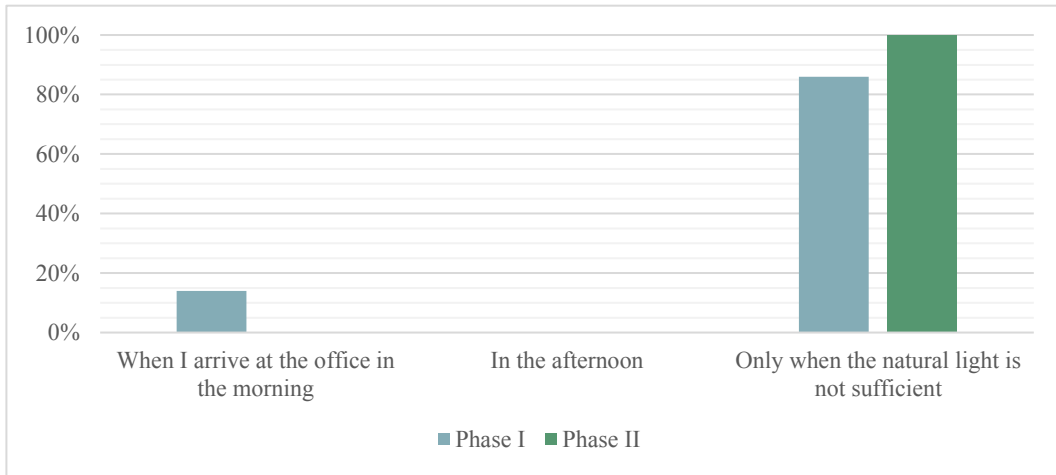 100%
80%
60%
40%
20%
0%
When I arrive at the office in
the morning
In the afternoon
Only when the natural light is
not sufficient
Phase I Phase II